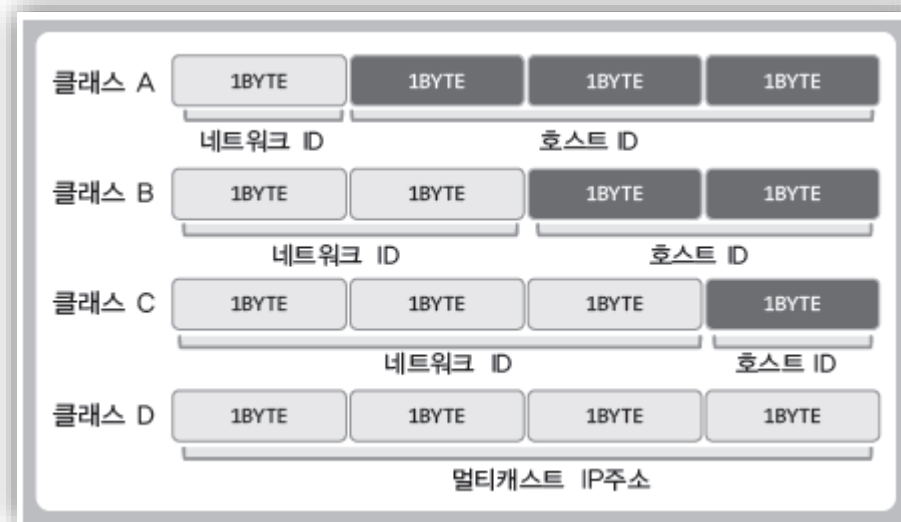 클래스 A 1BYTE 1BYTE 1BYTE 1BYTE
네트워크 ID 호스트 ID
클래스 B 1BYTE 1BYTE 1BYTE 1BYTE
네트워크 ID 호스트 ID
클래스 C 1BYTE 1BYTE 1BYTE 1BYTE
네트워크 ID 호스트 ID
클래스 D 1BYTE 1BYTE 1BYTE 1BYTE
멀티캐스트 IP주소